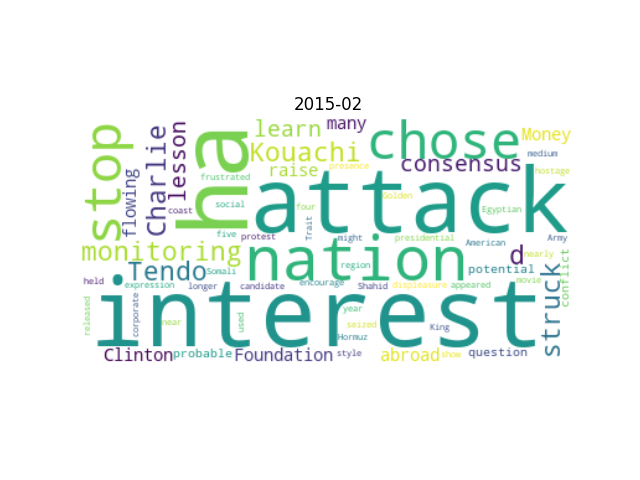 2015-02
stop
flowing
Charlie
lesson
ha
learn
many
chose
Money
Kouachi
consensus
medium
raise
presence
hostage
frustrated
attack
social
coast
Golden
four
Egyptian
five
protest
Trait
might
presidential
American
Army
monitoring
nation
d
nearly
Tendo
Somali
region
potential
movie
conflict
held
expression
longer
candidate
encourage
Shahid
displeasure
appeared
struck
interest
released
corporate
near
used
year
seized
Hormuz
King
Clinton
probable
Foundation
style
abroad
show
question